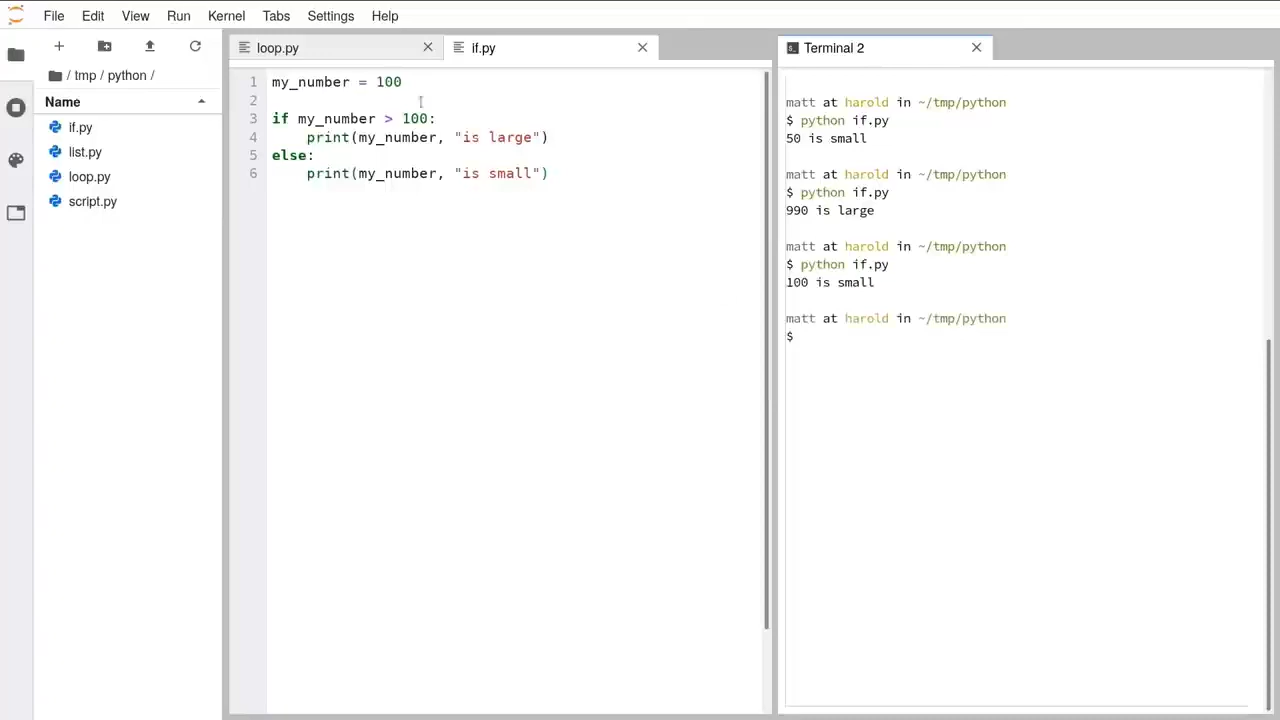 File Edit View Run Kernel Tabs Settings Help
/ tmp / python /
Name
if.py
list.py
loop.py
script.py
loop.py
if.py
1 my_number = 100
2
3 if my_number > 100:
4     print(my_number, "is large")
5 else:
6     print(my_number, "is small")
Terminal 2
matt at harold in ~/tmp/python
$ python if.py
50 is small
matt at harold in ~/tmp/python
$ python if.py
990 is large
matt at harold in ~/tmp/python
$ python if.py
100 is small
matt at harold in ~/tmp/python
$